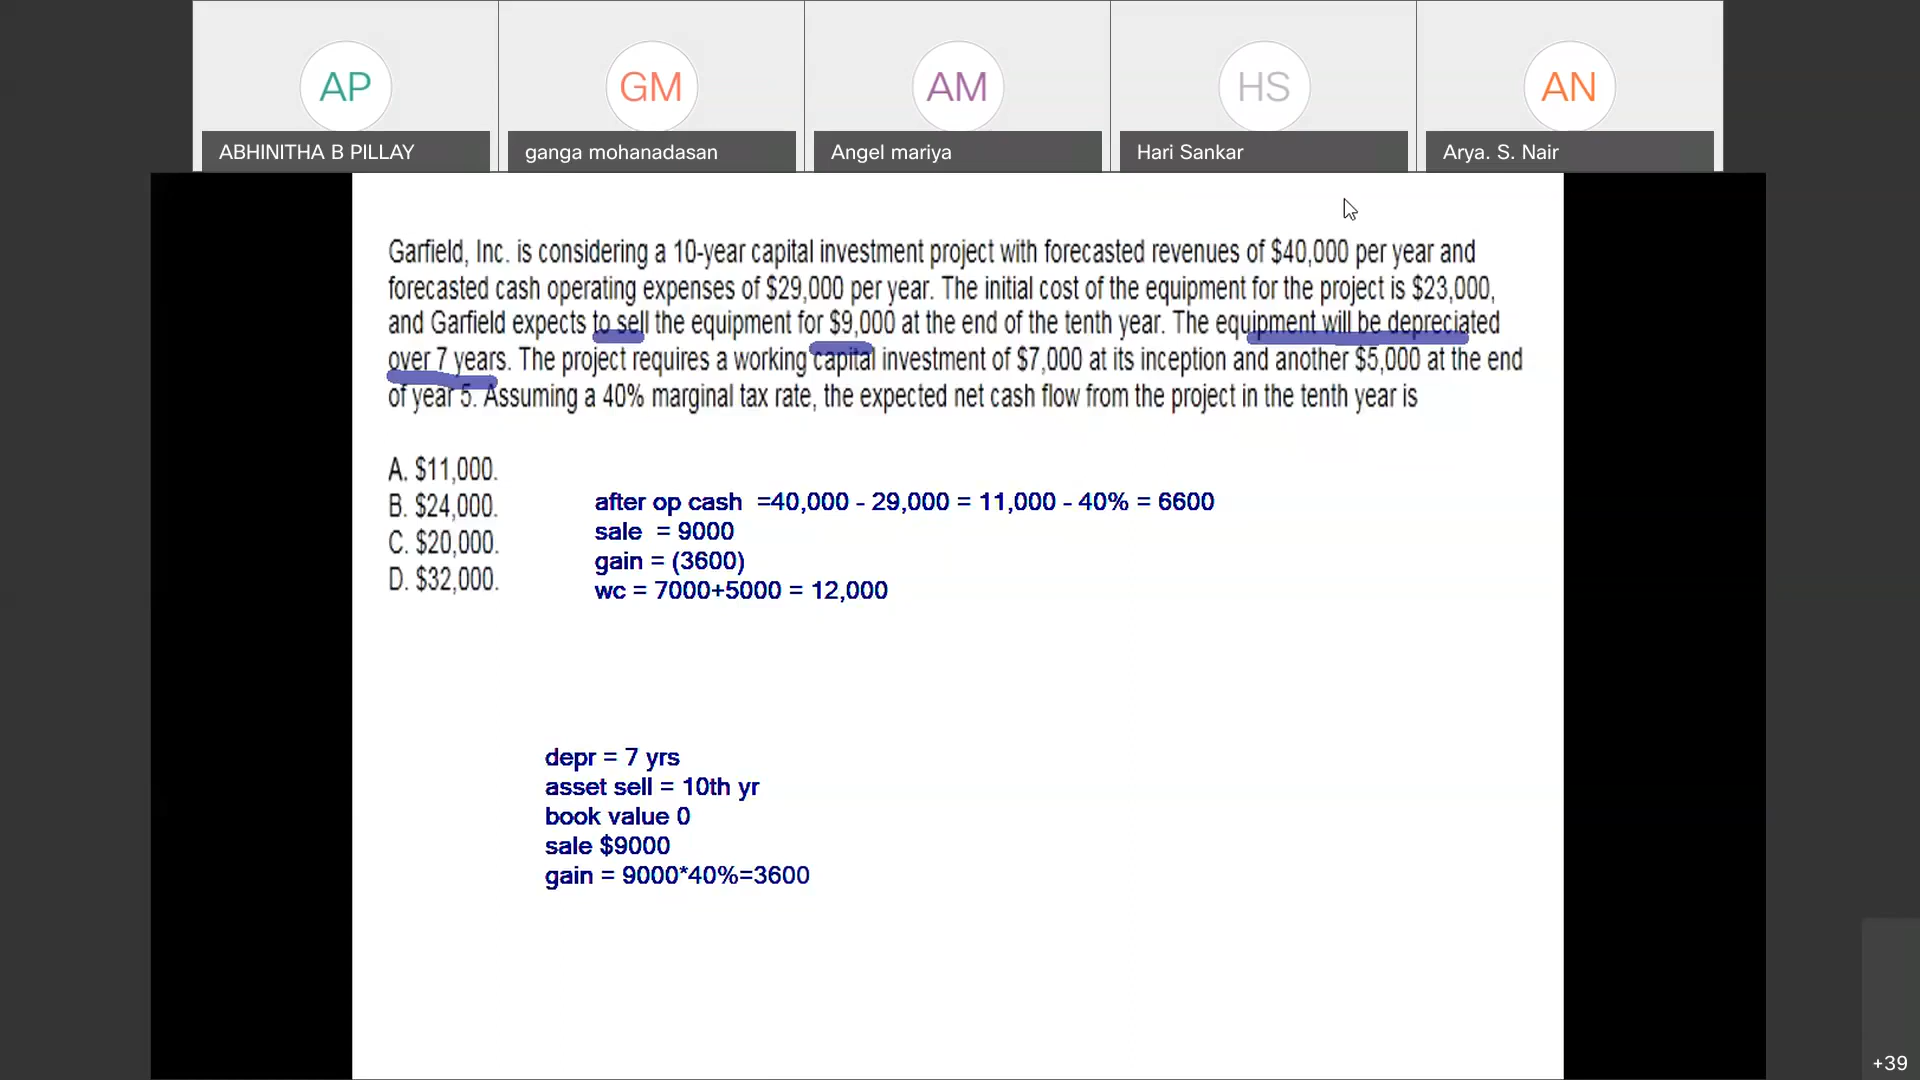 AP
GM
AM
HS
AN
ABHINITHA B PILLAY
ganga mohanadasan
Angel mariya
Hari Sankar
Arya. S. Nair
Garfield, Inc. is considering a 10-year capital investment project with forecasted revenues of $40,000 per year and
forecasted cash operating expenses of $29,000 per year. The initial cost of the equipment for the project is $23,000,
and Garfield expects to sell the equipment for $9,000 at the end of the tenth year. The equipment will be depreciated
over 7 years. The project requires a working capital investment of $7,000 at its inception and another $5,000 at the end
of year 5. Assuming a 40% marginal tax rate, the expected net cash flow from the project in the tenth year is
A. $11,000.
B. $24,000.
C. $20,000.
D. $32,000.
after op cash =40,000 - 29,000 = 11,000 - 40% = 6600
sale = 9000
gain = (3600)
wc = 7000+5000 = 12,000
depr = 7 yrs
asset sell = 10th yr
book value 0
sale $9000
gain = 9000*40%=3600
+39